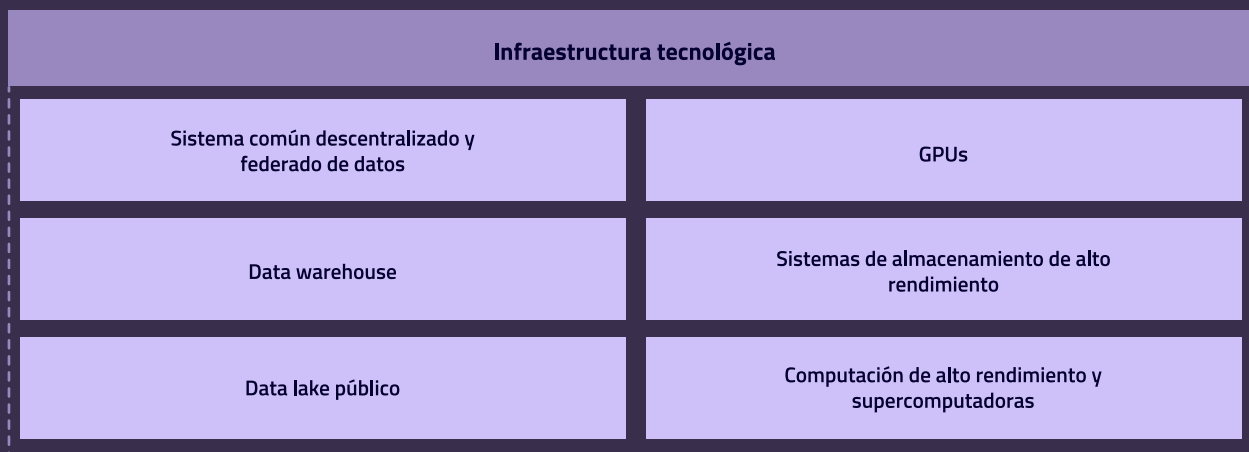 Infraestructura tecnológica
Sistema común descentralizado y
federado de datos
GPUs
Data warehouse
Sistemas de almacenamiento de alto
rendimiento
Data lake público
Computación de alto rendimiento y
supercomputadoras